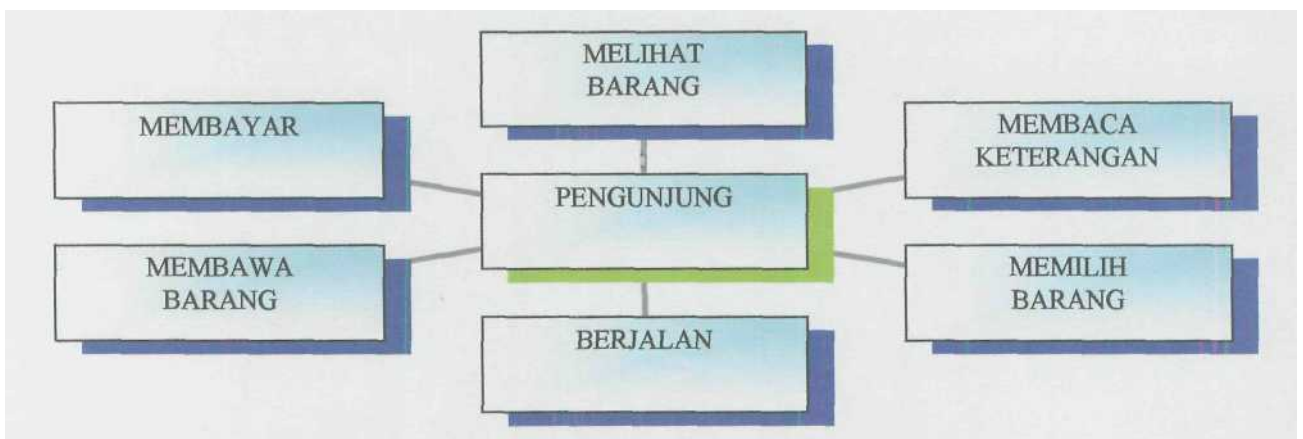 MELIHAT
BARANG
MEMBAYAR
MEMBACA
KETERANGAN
PENGUNJUNG
MEMBAWA
BARANG
MEMILIH
BARANG
BERJALAN